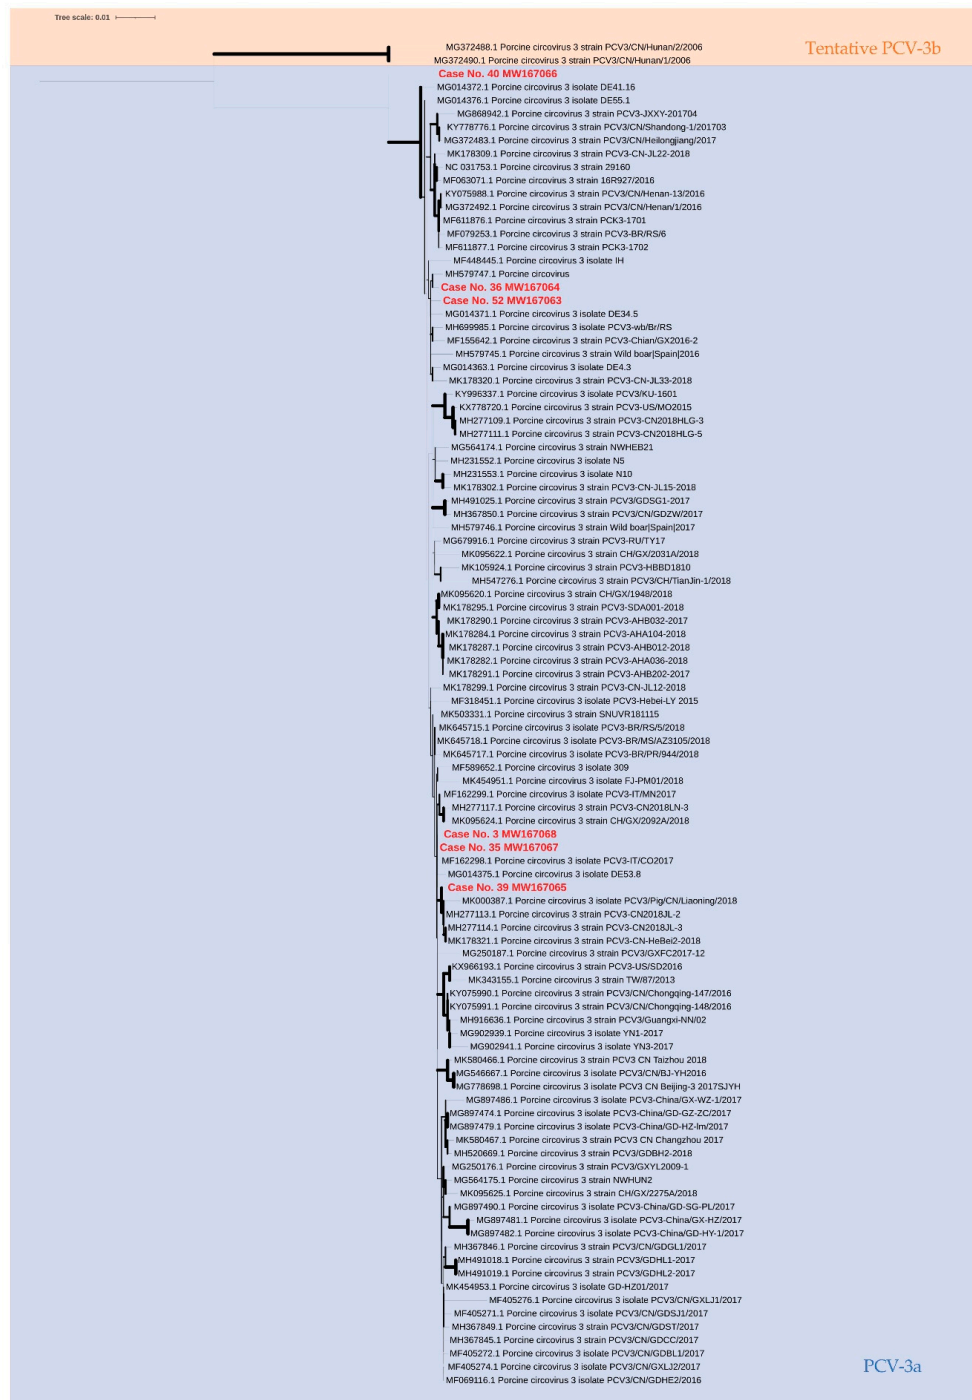 Tree scale: 0.01
MG372488.1 Porcine circovirus 3 strain PCV3/CN/Hunan/2/2006
Tentative PCV-3b
MG372490.1 Porcine circovirus 3 strain PCV3/CN/Hunan/1/2006
Case No. 40 MW167066
MG014372.1 Porcine circovirus 3 isolate DE41.16
MG014376.1 Porcine circovirus 3 isolate DE55.1
MG868942.1 Porcine circovirus 3 strain PCV3-JXXY-201704
KY778776.1 Porcine circovirus 3 strain PCV3/CN/Shandong-1/201703
MG372483.1 Porcine circovirus 3 strain PCV3/CN/Heilongjiang/2017
MK178309.1 Porcine circovirus 3 strain PCV3-CN-JL22-2018
NC 031753.1 Porcine circovirus 3 strain 29160
MF063071.1 Porcine circovirus 3 strain 16R927/2016
KY075988.1 Porcine circovirus 3 strain PCV3/CN/Henan-13/2016
MG372492.1 Porcine circovirus 3 strain PCV3/CN/Henan/1/2016
MF611876.1 Porcine circovirus 3 strain PCK3-1701
MF079253.1 Porcine circovirus 3 strain PCV3-BR/RS/6
MF611877.1 Porcine circovirus 3 strain PCK3-1702
MF448445.1 Porcine circovirus 3 isolate IH
MH579747.1 Porcine circovirus
Case No. 36 MW167064
Case No. 52 MW167063
MG014371.1 Porcine circovirus 3 isolate DE34.5
MH699985.1 Porcine circovirus 3 isolate PCV3-wb/Br/RS
MF155642.1 Porcine circovirus 3 strain PCV3-Chian/GX2016-2
MH579745.1 Porcine circovirus 3 strain Wild boar|Spain|2016
MG014363.1 Porcine circovirus 3 isolate DE4.3
MK178320.1 Porcine circovirus 3 strain PCV3-CN-JL33-2018
KY996337.1 Porcine circovirus 3 isolate PCV3/KU-1601
KX778720.1 Porcine circovirus 3 strain PCV3-US/MO2015
MH277109.1 Porcine circovirus 3 strain PCV3-CN2018HLG-3
MH277111.1 Porcine circovirus 3 strain PCV3-CN2018HLG-5
MG564174.1 Porcine circovirus 3 strain NWHEB21
MH231552.1 Porcine circovirus 3 isolate N5
MH231553.1 Porcine circovirus 3 isolate N10
MK178302.1 Porcine circovirus 3 strain PCV3-CN-JL15-2018
MH491025.1 Porcine circovirus 3 strain PCV3/GDSG1-2017
MH367850.1 Porcine circovirus 3 strain PCV3/CN/GDZW/2017
MH579746.1 Porcine circovirus 3 strain Wild boar|Spain|2017
MG679916.1 Porcine circovirus 3 strain PCV3-RU/TY17
MK095622.1 Porcine circovirus 3 strain CH/GX/2031A/2018
MK105924.1 Porcine circovirus 3 strain PCV3-HBBD1810
MH547276.1 Porcine circovirus 3 strain PCV3/CH/TianJin-1/2018
MK095620.1 Porcine circovirus 3 strain CH/GX/1948/2018
MK178295.1 Porcine circovirus 3 strain PCV3-SDA001-2018
MK178290.1 Porcine circovirus 3 strain PCV3-AHB032-2017
MK178284.1 Porcine circovirus 3 strain PCV3-AHA104-2018
MK178287.1 Porcine circovirus 3 strain PCV3-AHB012-2018
MK178282.1 Porcine circovirus 3 strain PCV3-AHA036-2018
MK178291.1 Porcine circovirus 3 strain PCV3-AHB202-2017
MK178299.1 Porcine circovirus 3 strain PCV3-CN-JL12-2018
MF318451.1 Porcine circovirus 3 isolate PCV3-Hebei-LY 2015
MK503331.1 Porcine circovirus 3 strain SNUVR181115
MK645715.1 Porcine circovirus 3 isolate PCV3-BR/RS/5/2018
MK645718.1 Porcine circovirus 3 isolate PCV3-BR/MS/AZ3105/2018
MK645717.1 Porcine circovirus 3 isolate PCV3-BR/PR/944/2018
MF589652.1 Porcine circovirus 3 isolate 309
MK454951.1 Porcine circovirus 3 isolate FJ-PM01/2018
MF162299.1 Porcine circovirus 3 isolate PCV3-IT/MN2017
MH277117.1 Porcine circovirus 3 strain PCV3-CN2018LN-3
MK095624.1 Porcine circovirus 3 strain CH/GX/2092A/2018
Case No. 3 MW167068
Case No. 35 MW167067
MF162298.1 Porcine circovirus 3 isolate PCV3-IT/CO2017
MG014375.1 Porcine circovirus 3 isolate DE53.8
Case No. 39 MW167065
MK000387.1 Porcine circovirus 3 isolate PCV3/Pig/CN/Liaoning/2018
MH277113.1 Porcine circovirus 3 strain PCV3-CN2018JL-2
MH277114.1 Porcine circovirus 3 strain PCV3-CN2018JL-3
MK178321.1 Porcine circovirus 3 strain PCV3-CN-HeBei2-2018
MG250187.1 Porcine circovirus 3 strain PCV3/GXFC2017-12
KX966193.1 Porcine circovirus 3 strain PCV3-US/SD2016
MK343155.1 Porcine circovirus 3 strain TW/87/2013
KY075990.1 Porcine circovirus 3 strain PCV3/CN/Chongqing-147/2016
KY075991.1 Porcine circovirus 3 strain PCV3/CN/Chongqing-148/2016
MH916636.1 Porcine circovirus 3 strain PCV3/Guangxi-NN/02
MG902939.1 Porcine circovirus 3 isolate YN1-2017
MG902941.1 Porcine circovirus 3 isolate YN3-2017
MK580466.1 Porcine circovirus 3 strain PCV3 CN Taizhou 2018
MG546667.1 Porcine circovirus 3 isolate PCV3/CN/BJ-YH2016
MG778698.1 Porcine circovirus 3 isolate PCV3 CN Beijing-3 2017SJYH
MG897486.1 Porcine circovirus 3 isolate PCV3-China/GX-WZ-1/2017
MG897474.1 Porcine circovirus 3 isolate PCV3-China/GD-GZ-ZC/2017
MG897479.1 Porcine circovirus 3 isolate PCV3-China/GD-HZ-lm/2017
MK580467.1 Porcine circovirus 3 strain PCV3 CN Changzhou 2017
MH520669.1 Porcine circovirus 3 strain PCV3/GDBH2-2018
MG250176.1 Porcine circovirus 3 strain PCV3/GXYL2009-1
MG564175.1 Porcine circovirus 3 strain NWHUN2
MK095625.1 Porcine circovirus 3 strain CH/GX/2275A/2018
MG897490.1 Porcine circovirus 3 isolate PCV3-China/GD-SG-PL/2017
MG897481.1 Porcine circovirus 3 isolate PCV3-China/GX-HZ/2017
MG897482.1 Porcine circovirus 3 isolate PCV3-China/GD-HY-1/2017
MH367846.1 Porcine circovirus 3 strain PCV3/CN/GDGL1/2017
MH491018.1 Porcine circovirus 3 strain PCV3/GDHL1-2017
MH491019.1 Porcine circovirus 3 strain PCV3/GDHL2-2017
MK454953.1 Porcine circovirus 3 isolate GD-HZ01/2017
MF405276.1 Porcine circovirus 3 isolate PCV3/CN/GXLJ1/2017
MF405271.1 Porcine circovirus 3 isolate PCV3/CN/GDSJ1/2017
MH367849.1 Porcine circovirus 3 strain PCV3/CN/GDST/2017
MH367845.1 Porcine circovirus 3 strain PCV3/CN/GDCC/2017
MF405272.1 Porcine circovirus 3 isolate PCV3/CN/GDBL1/2017
MF405274.1 Porcine circovirus 3 isolate PCV3/CN/GXLJ2/2017
PCV-3a
MF069116.1 Porcine circovirus 3 isolate PCV3/CN/GDHE2/2016